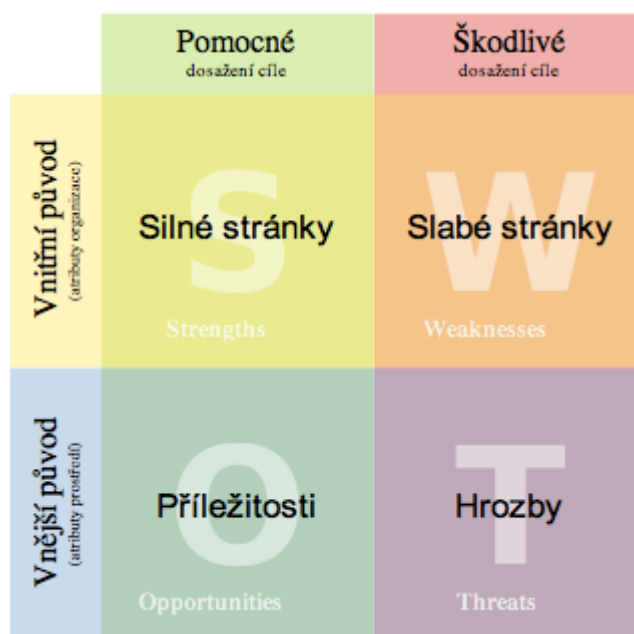 Pomocné
dosažení cíle
Škodlivé
dosažení cíle
Vnitřní původ
(atributy organizace)
S
Silné stránky
Strengths
W
Slabé stránky
Weaknesses
Vnější původ
(atributy prostředí)
O
Příležitosti
Opportunities
T
Hrozby
Threats